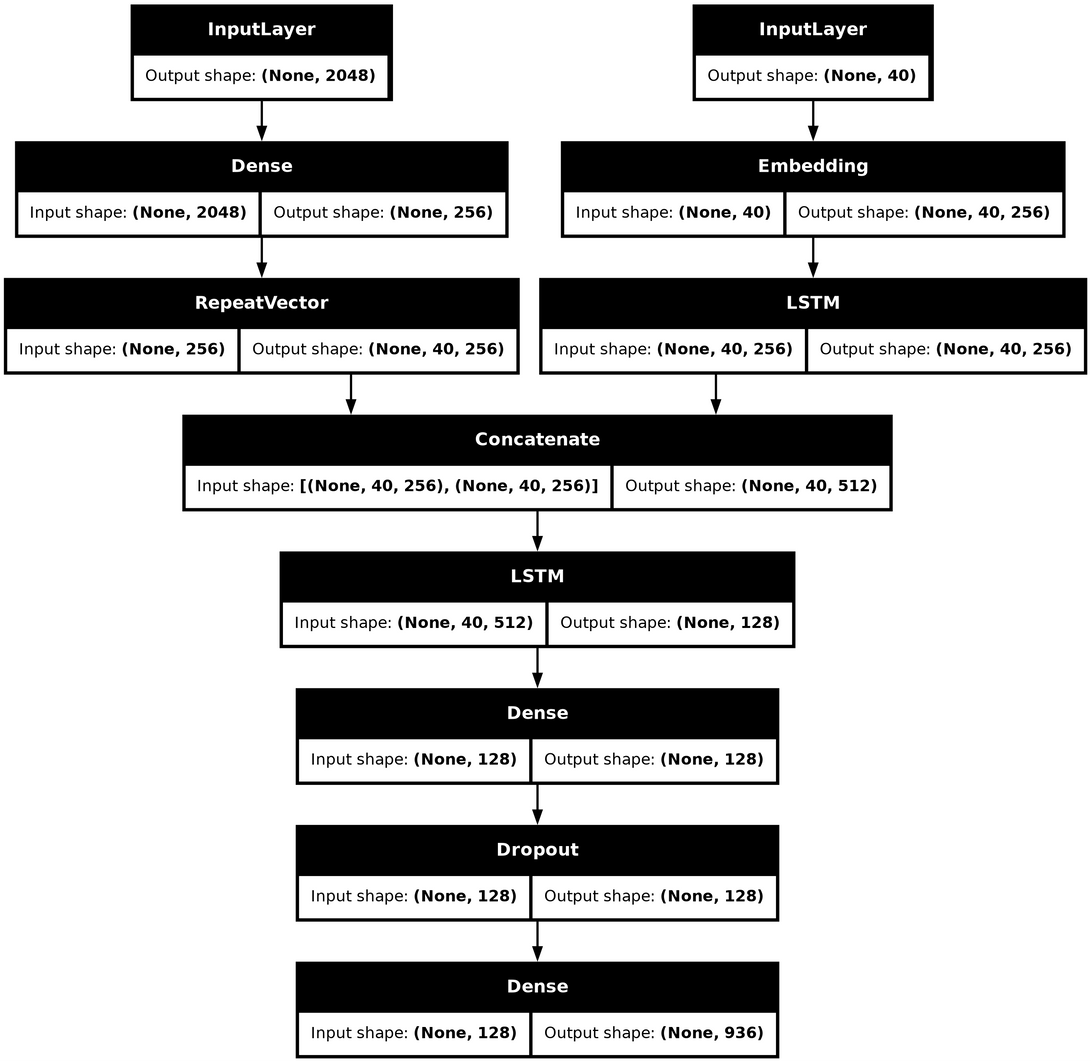 InputLayer
Output shape: (None, 2048)
InputLayer
Output shape: (None, 40)
Dense
Input shape: (None, 2048) Output shape: (None, 256)
Embedding
Input shape: (None, 40) Output shape: (None, 40, 256)
RepeatVector
Input shape: (None, 256) Output shape: (None, 40, 256)
LSTM
Input shape: (None, 40, 256) Output shape: (None, 40, 256)
Concatenate
Input shape: [(None, 40, 256), (None, 40, 256)] Output shape: (None, 40, 512)
LSTM
Input shape: (None, 40, 512) Output shape: (None, 128)
Dense
Input shape: (None, 128) Output shape: (None, 128)
Dropout
Input shape: (None, 128) Output shape: (None, 128)
Dense
Input shape: (None, 128) Output shape: (None, 936)